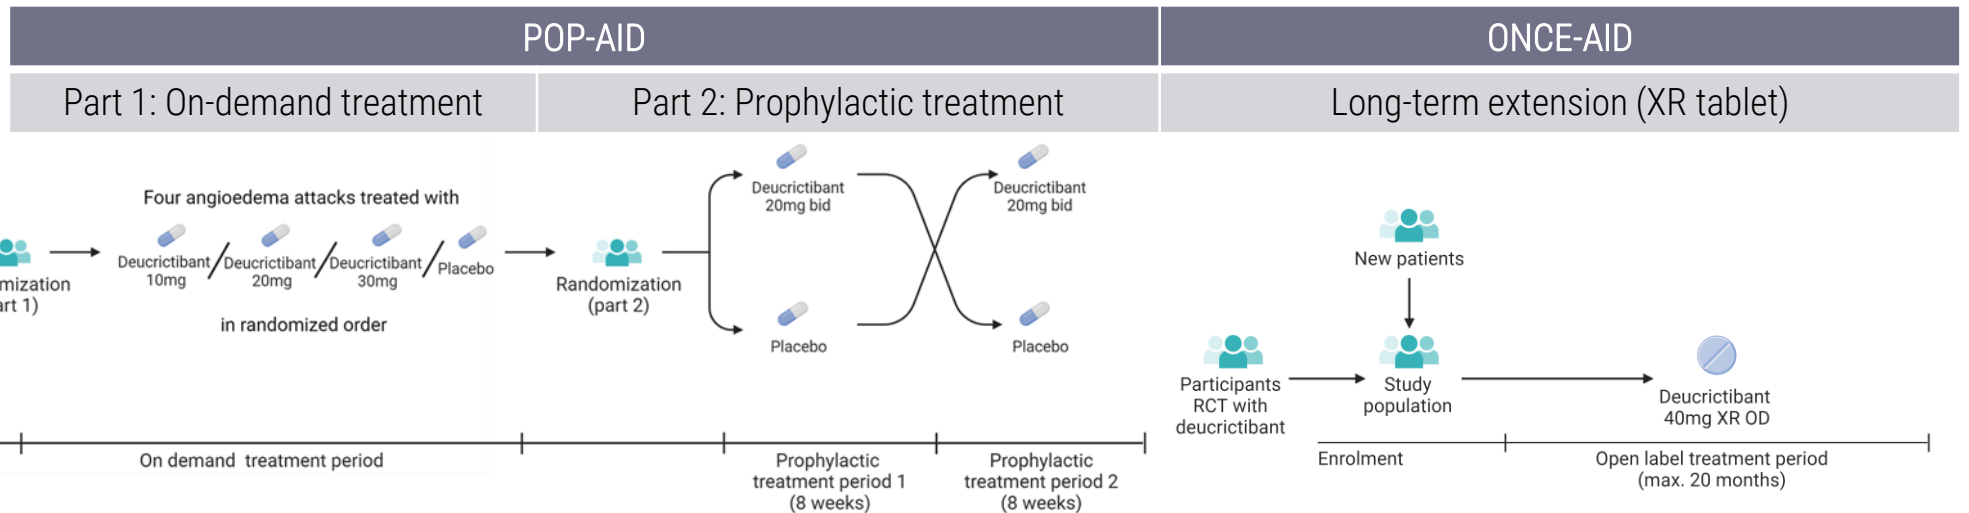 POP-AID
ONCE-AID
Part 1: On-demand treatment
Part 2: Prophylactic treatment
Long-term extension (XR tablet)
mization
art 1)
Four angioedema attacks treated with
Deucrictibant
10mg
/
Deucrictibant
20mg
/
Deucrictibant
30mg
/
Placebo
in randomized order
On demand treatment period
Randomization
(part 2)
Deucrictibant
20mg bid
Placebo
Deucrictibant
20mg bid
Placebo
Prophylactic
treatment period 1
(8 weeks)
Prophylactic
treatment period 2
(8 weeks)
New patients
Participants
RCT with
deucrictibant
Study
population
Deucrictibant
40mg XR OD
Enrolment
Open label treatment period
(max. 20 months)